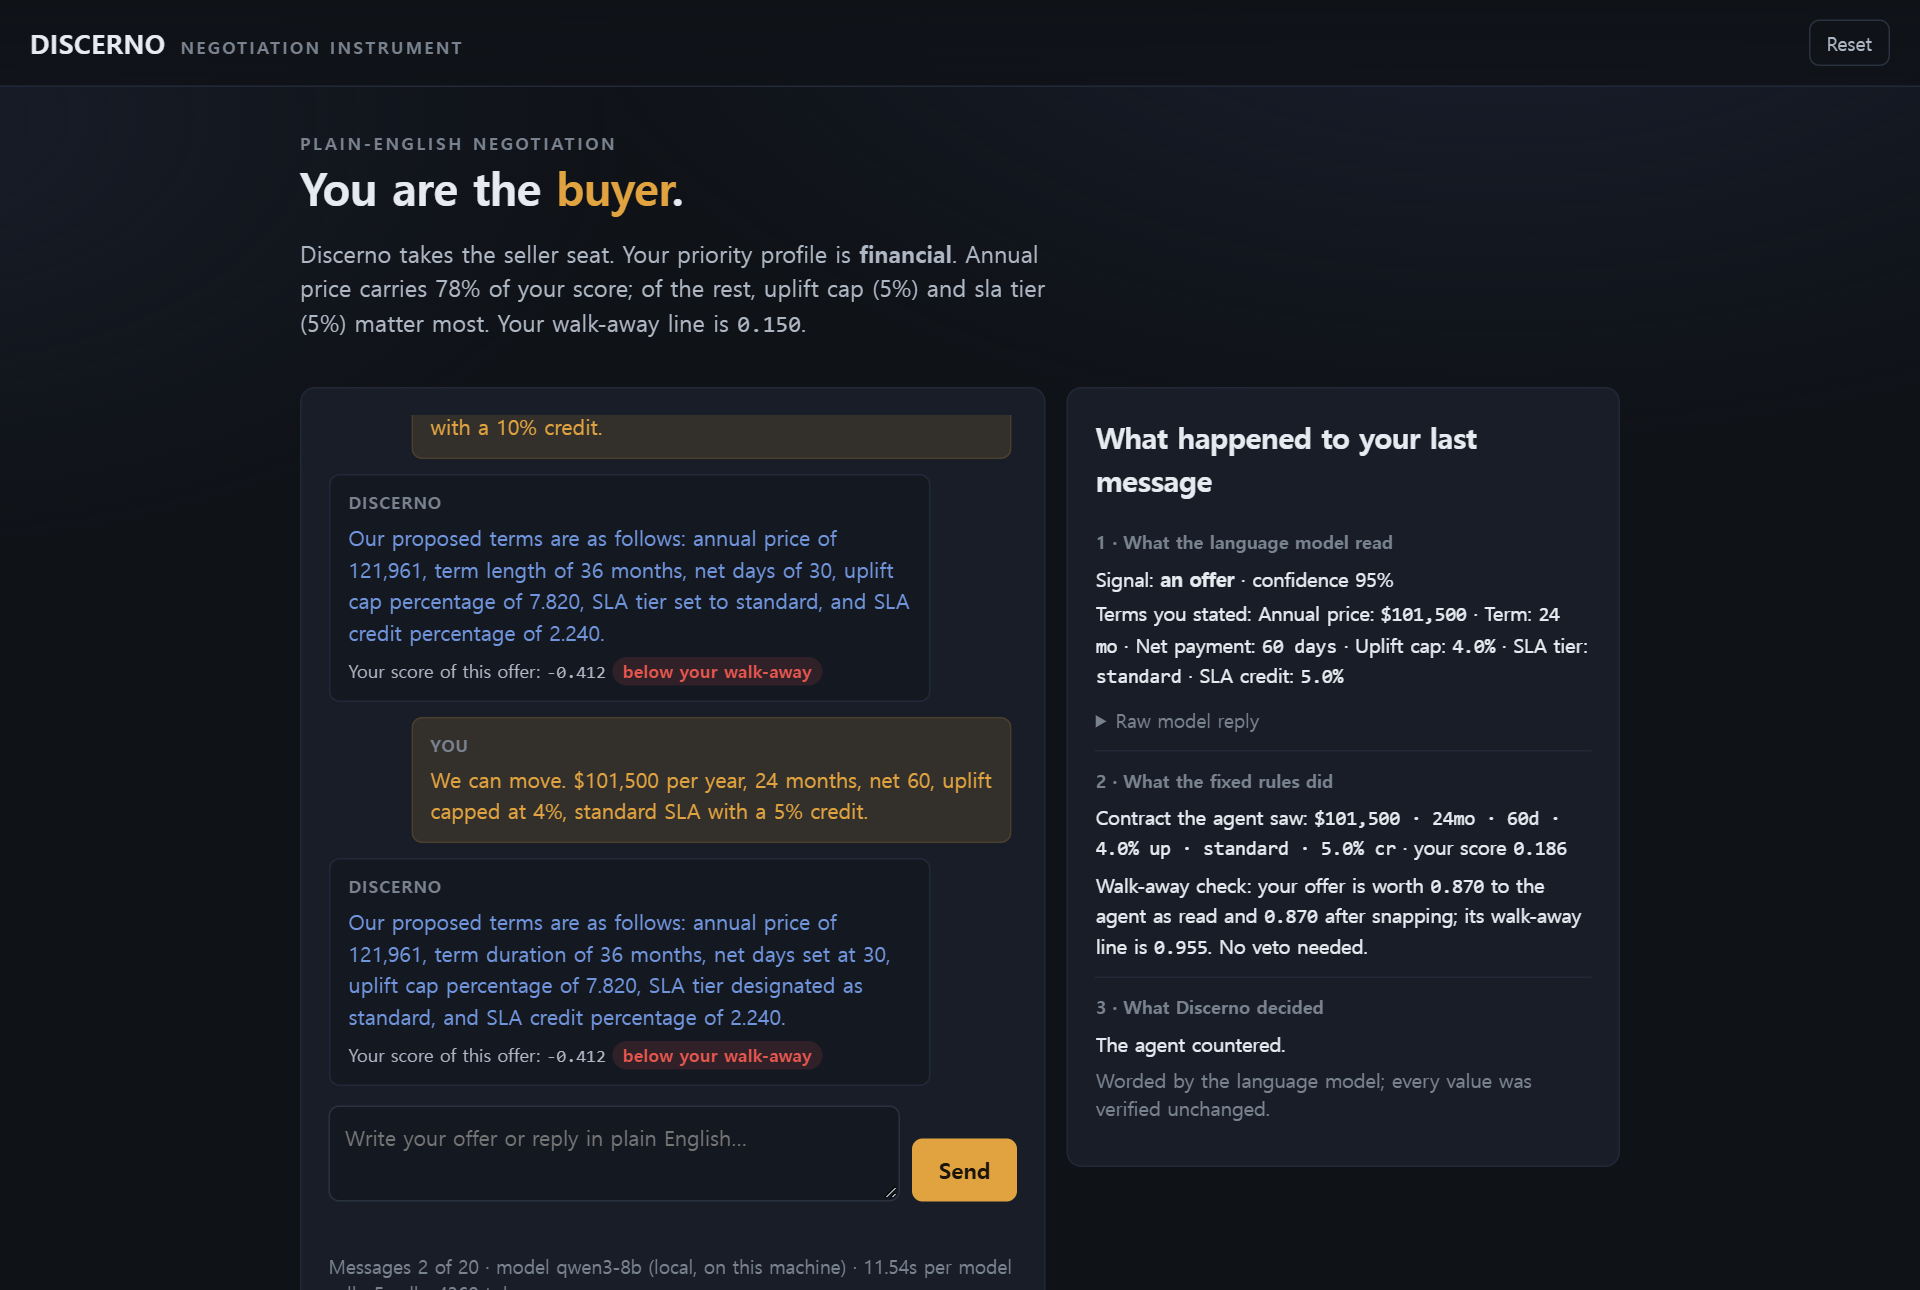 DISCERNO NEGOTIATION INSTRUMENT
Reset
PLAIN-ENGLISH NEGOTIATION
You are the buyer.
Discerno takes the seller seat. Your priority profile is financial. Annual
price carries 78% of your score; of the rest, uplift cap (5%) and sla tier
(5%) matter most. Your walk-away line is 0.150.
with a 10% credit.
DISCERNO
Our proposed terms are as follows: annual price of
121,961, term length of 36 months, net days of 30, uplift
cap percentage of 7.820, SLA tier set to standard, and SLA
credit percentage of 2.240.
Your score of this offer: -0.412 below your walk-away
YOU
We can move. $101,500 per year, 24 months, net 60, uplift
capped at 4%, standard SLA with a 5% credit.
DISCERNO
Our proposed terms are as follows: annual price of
121,961, term duration of 36 months, net days set at 30,
uplift cap percentage of 7.820, SLA tier designated as
standard, and SLA credit percentage of 2.240.
Your score of this offer: -0.412 below your walk-away
Write your offer or reply in plain English...
Send
Messages 2 of 20 · model qwen3-8b (local, on this machine) · 11.54s per model
What happened to your last
message
1 · What the language model read
Signal: an offer · confidence 95%
Terms you stated: Annual price: $101,500 · Term: 24
mo · Net payment: 60 days · Uplift cap: 4.0% · SLA tier:
standard · SLA credit: 5.0%
▶ Raw model reply
2 · What the fixed rules did
Contract the agent saw: $101,500 · 24mo · 60d ·
4.0% up · standard · 5.0% cr · your score 0.186
Walk-away check: your offer is worth 0.870 to the
agent as read and 0.870 after snapping; its walk-away
line is 0.955. No veto needed.
3 · What Discerno decided
The agent countered.
Worded by the language model; every value was
verified unchanged.